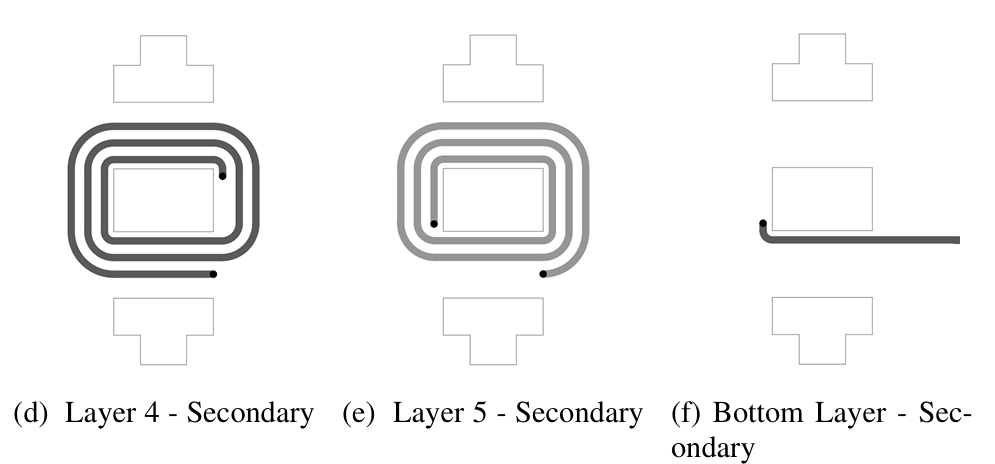 (d) Layer 4 - Secondary
(e) Layer 5 - Secondary
(f) Bottom Layer - Sec-
ondary